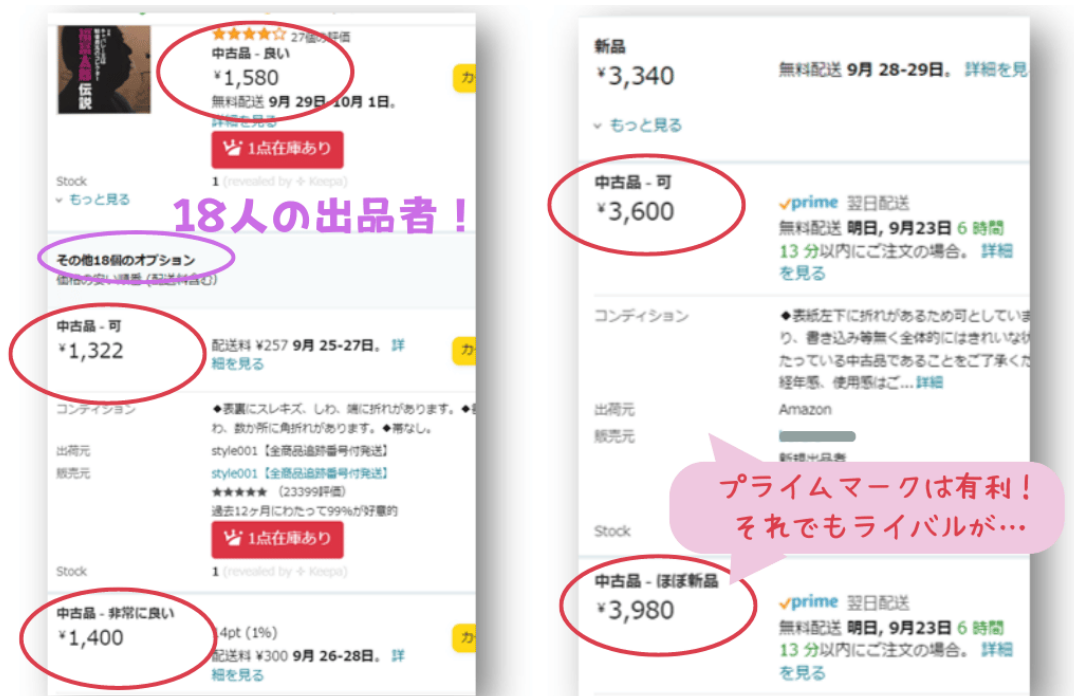 伝説
27個の評価
中古品 - 良い
¥1,580
無料配送 9月 29日-10月 1日。
詳細を見る
1点在庫あり
Stock
1 (revealed by Keepa)
もっと見る
18人の出品者！
その他18個のオプション
価格の安い順番 (配送料含む)
中古品 - 可
¥1,322
配送料 ¥257 9月 25-27日。 詳
細を見る
カ
コンディション
◆表裏にスレキズ、しわ、端に折れがあります。◆
わ、数か所に角折れがあります。◆帯なし。
出荷元
style001【全商品追跡番号付発送】
販売元
style001【全商品追跡番号付発送】
★★★★★ （23399評価）
過去12ヶ月にわたって99%が好意的
1点在庫あり
Stock
1 (revealed by Keepa)
中古品 - 非常に良い
¥1,400
14pt (1%)
配送料 ¥300 9月 26-28日。 詳
細を見る
カ
新品
¥3,340
無料配送 9月 28-29日。 詳細を見
もっと見る
中古品 - 可
¥3,600
prime 翌日配送
無料配送 明日, 9月23日 6 時間
13 分以内にご注文の場合。 詳細
を見る
コンディション
◆表紙左下に折れがあるため可としていま
り、書き込み等無く全体的にはきれいな状
たっている中古品であることをご了承くだ
経年感、使用感はご... 詳細
出荷元
Amazon
販売元
新規出品者
プライムマークは有利！
それでもライバルが…
Stock
中古品 - ほぼ新品
¥3,980
prime 翌日配送
無料配送 明日, 9月23日 6 時間
13 分以内にご注文の場合。 詳細
を見る